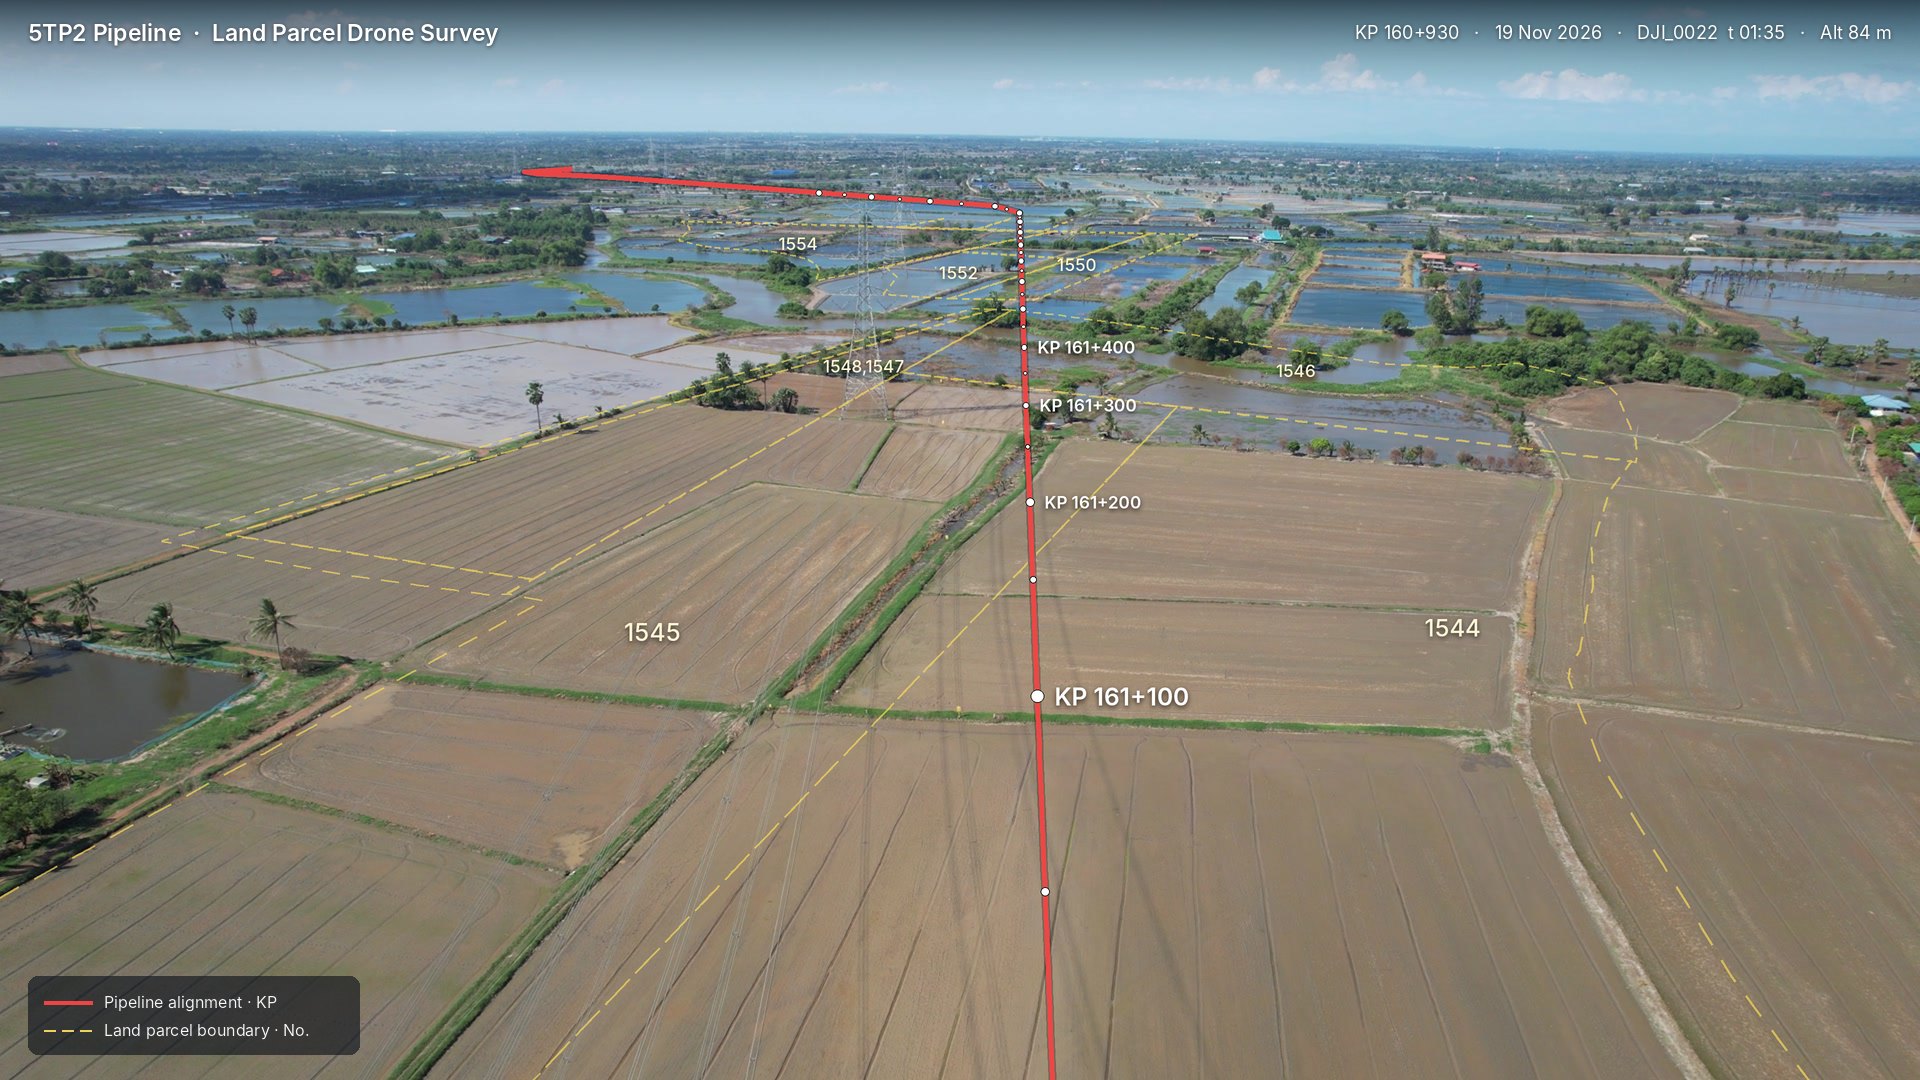 5TP2 Pipeline · Land Parcel Drone Survey
KP 160+930 · 19 Nov 2026 · DJI_0022 t 01:35 · Alt 84 m
1554
1552
1550
KP 161+400
1548,1547
1546
KP 161+300
KP 161+200
1545
1544
KP 161+100
Pipeline alignment · KP
Land parcel boundary · No.